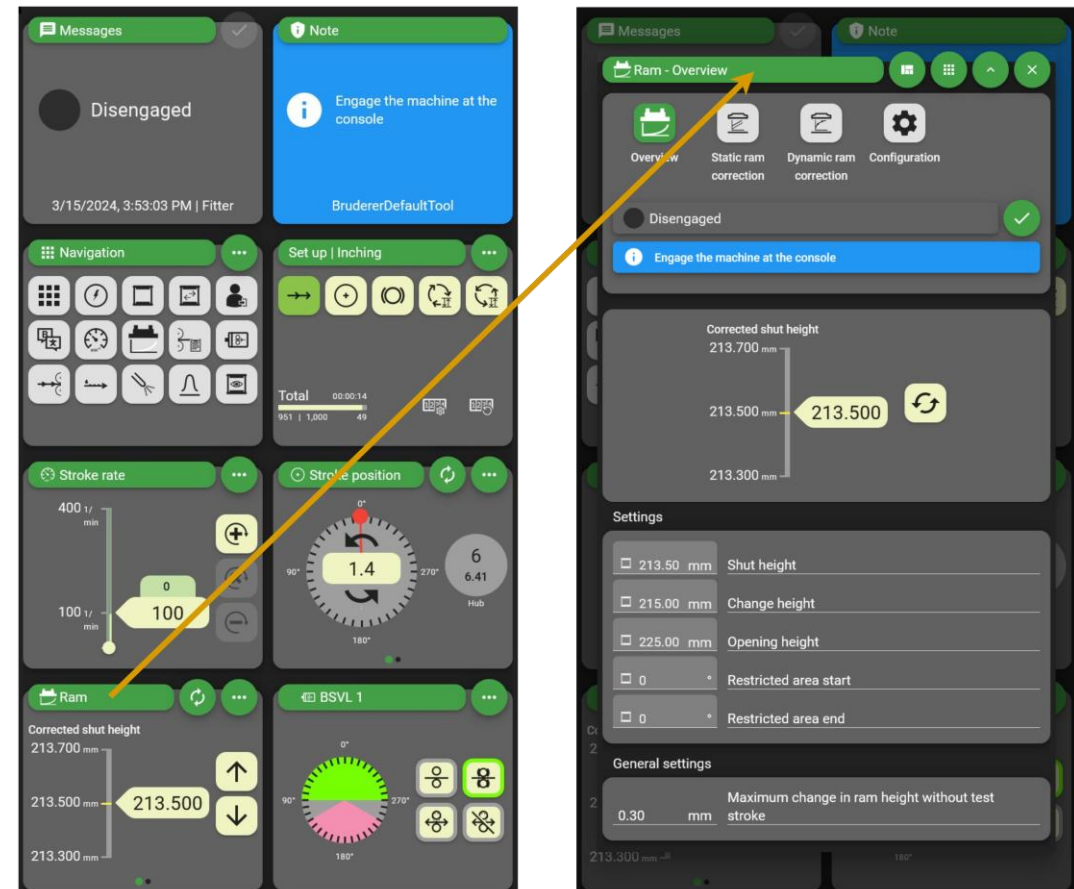 Messages
Disengaged
3/15/2024, 3:53:03 PM | Fitter
Note
Engage the machine at the
console
BrudererDefaultTool
Navigation
Set up | Inching
Total 00:00:14
951 | 1,000 49
Stroke rate
400 1/
min
0
100 1/
min
100
Stroke position
0°
90°
1.4
270°
180°
6
6.41
Hub
Ram
Corrected shut height
213.700 mm
213.500 mm
213.500
213.300 mm
BSVL 1
0°
90°
270°
180°
Messages
Note
Ram - Overview
Overview
Static ram
correction
Dynamic ram
correction
Configuration
Disengaged
Engage the machine at the console
Corrected shut height
213.700 mm
213.500 mm
213.500
213.300 mm
Settings
213.50 mm Shut height
215.00 mm Change height
225.00 mm Opening height
0 ° Restricted area start
0 ° Restricted area end
General settings
0.30 mm Maximum change in ram height without test
stroke
213.300 mm
180°